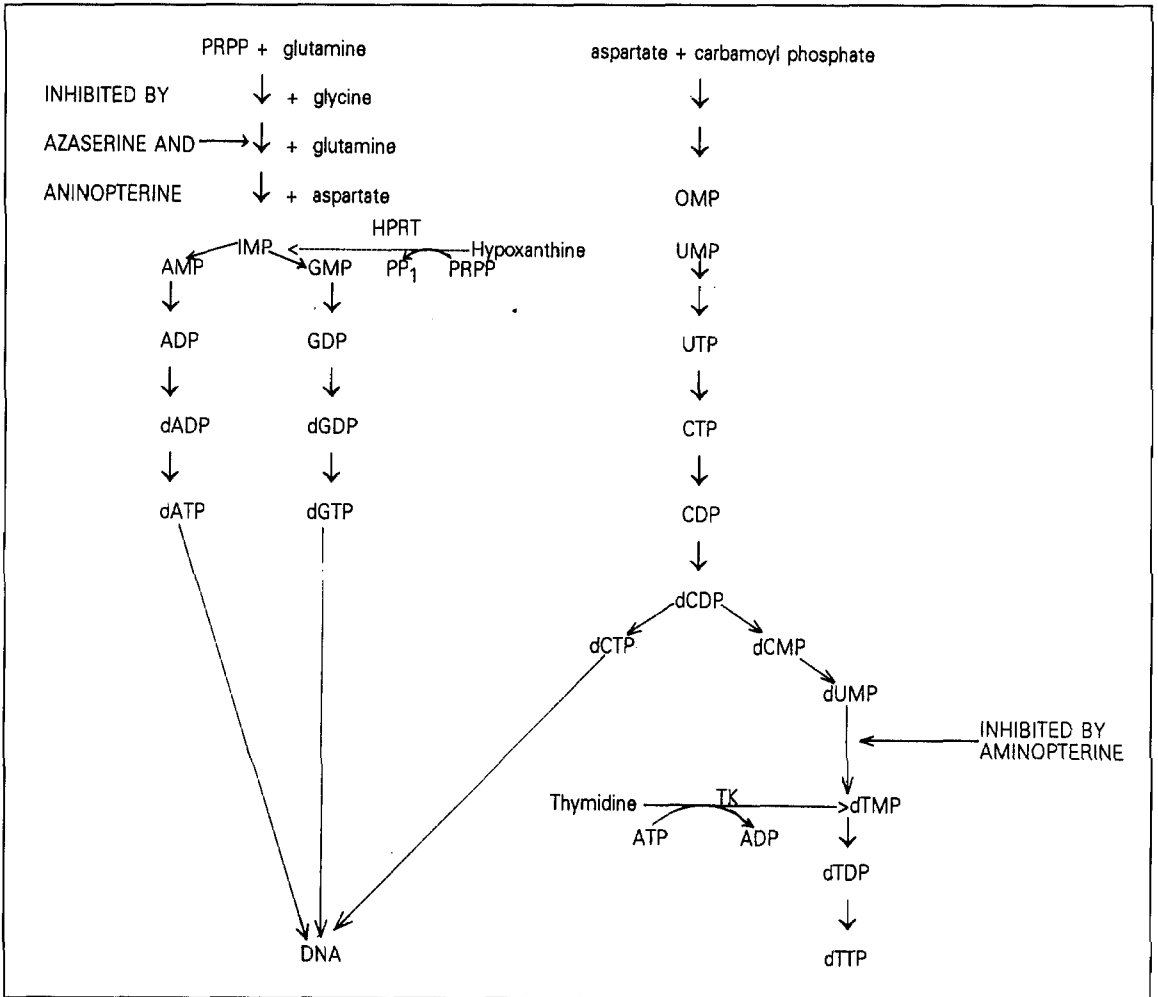 PRPP + glutamine
INHIBITED BY
+ glycine
AZASERINE AND
+ glutamine
ANINOPTERINE
+ aspartate
HPRT
IMP
Hypoxanthine
AMP
GMP
PP1
PRPP
ADP
GDP
dADP
dGDP
dATP
dGTP
aspartate + carbamoyl phosphate
OMP
UMP
UTP
CTP
CDP
dCDP
dCTP
dCMP
dUMP
INHIBITED BY
AMINOPTERINE
Thymidine
TK
dTMP
ATP
ADP
dTDP
dTTP
DNA